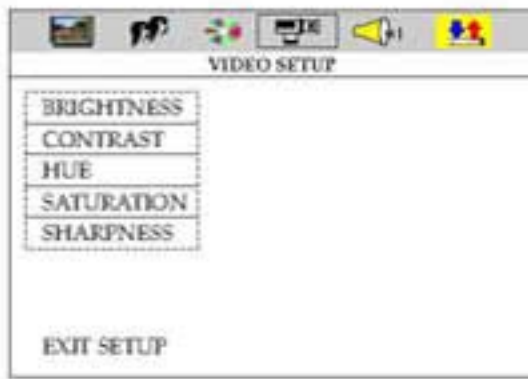 VIDEO SETUP
BRIGHTNESS
CONTRAST
HUE
SATURATION
SHARPNESS
EXIT SETUP